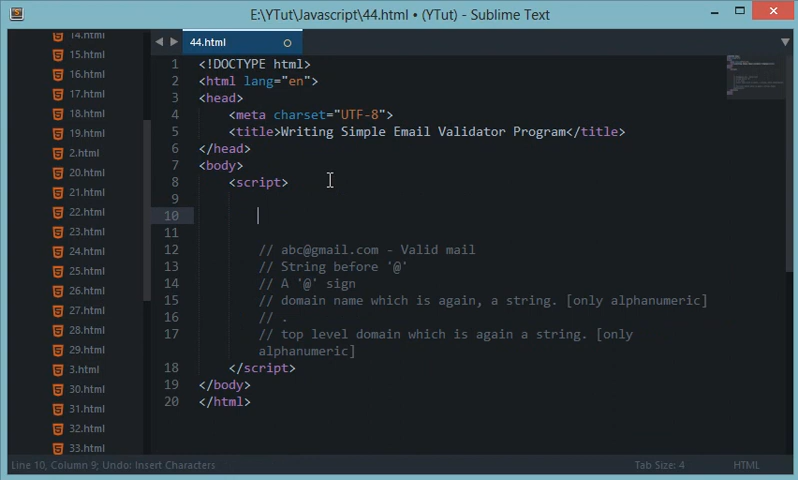 E:\YTut\Javascript\44.html • (YTut) - Sublime Text
14.html
15.html
16.html
17.html
18.html
19.html
2.html
20.html
21.html
22.html
23.html
24.html
25.html
26.html
27.html
28.html
29.html
3.html
30.html
31.html
32.html
33.html
44.html
1 <!DOCTYPE html>
2 <html lang="en">
3 <head>
4 <meta charset="UTF-8">
5 <title>Writing Simple Email Validator Program</title>
6 </head>
7 <body>
8 <script>
9
10
11
12 // abc@gmail.com - Valid mail
13 // String before '@'
14 // A '@' sign
15 // domain name which is again, a string. [only alphanumeric]
16 // .
17 // top level domain which is again a string. [only
alphanumeric]
18 </script>
19 </body>
20 </html>
Line 10, Column 9; Undo: Insert Characters
Tab Size: 4
HTML